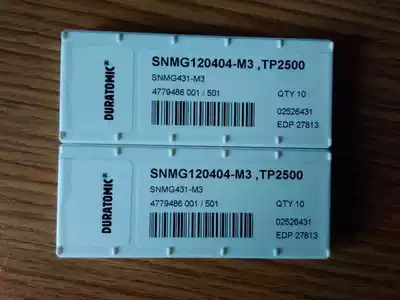 DURATOMIC®
SNMG120404-M3 ,TP2500
SNMG431-M3
4779486 001 / 501
QTY 10
02526431
EDP 27813
DURATOMIC®
SNMG120404-M3 ,TP2500
SNMG431-M3
4779486 001 / 501
QTY 10
02526431
EDP 27813